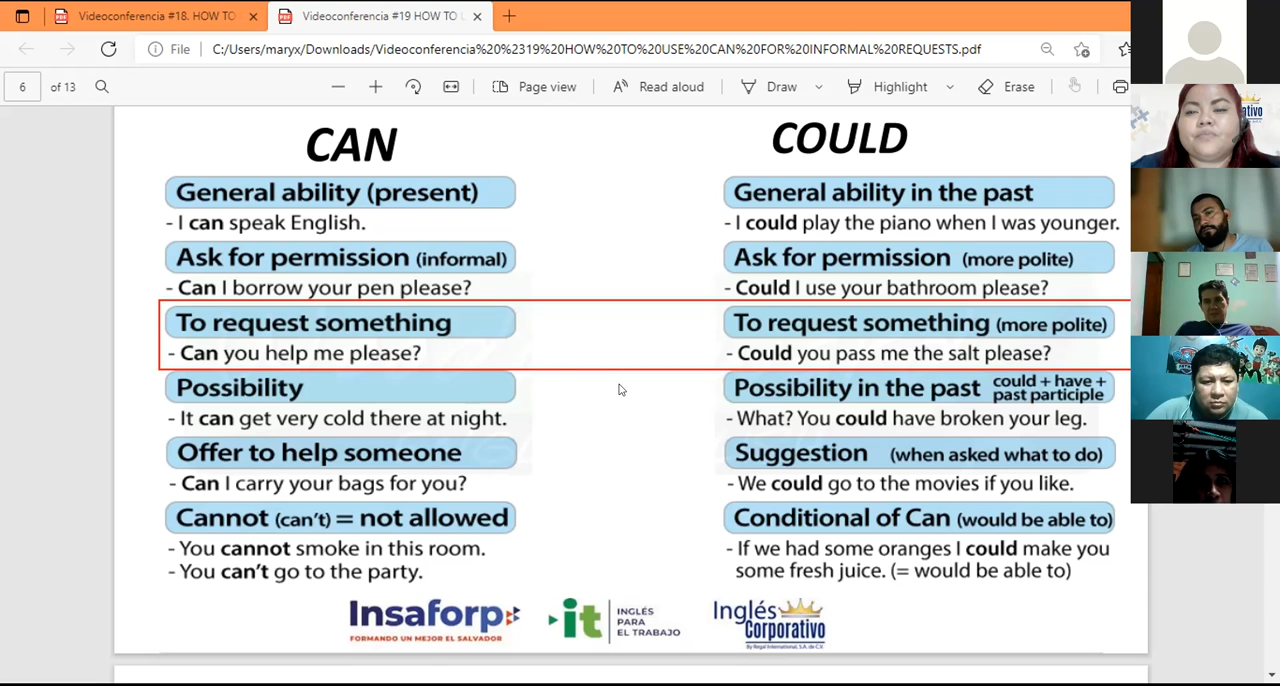 Videoconferencia #18. HOW TO
Videoconferencia #19 HOW TO
File
C:/Users/maryx/Downloads/Videoconferencia%20%2319%20HOW%20TO%20USE%20CAN%20FOR%20INFORMAL%20REQUESTS.pdf
6 of 13
Page view
Read aloud
Draw
Highlight
Erase
CAN
General ability (present)
- I can speak English.
Ask for permission (informal)
- Can I borrow your pen please?
To request something
- Can you help me please?
Possibility
- It can get very cold there at night.
Offer to help someone
- Can I carry your bags for you?
Cannot (can't) = not allowed
- You cannot smoke in this room.
- You can't go to the party.
COULD
General ability in the past
- I could play the piano when I was younger.
Ask for permission (more polite)
- Could I use your bathroom please?
To request something (more polite)
- Could you pass me the salt please?
Possibility in the past could + have +
past participle
- What? You could have broken your leg.
Suggestion (when asked what to do)
- We could go to the movies if you like.
Conditional of Can (would be able to)
- If we had some oranges I could make you
some fresh juice. (= would be able to)
Insaforp
FORMANDO UN MEJOR EL SALVADOR
it
INGLÉS
PARA
EL TRABAJO
Inglés
Corporativo
By Regal International, S.A. de C.V.